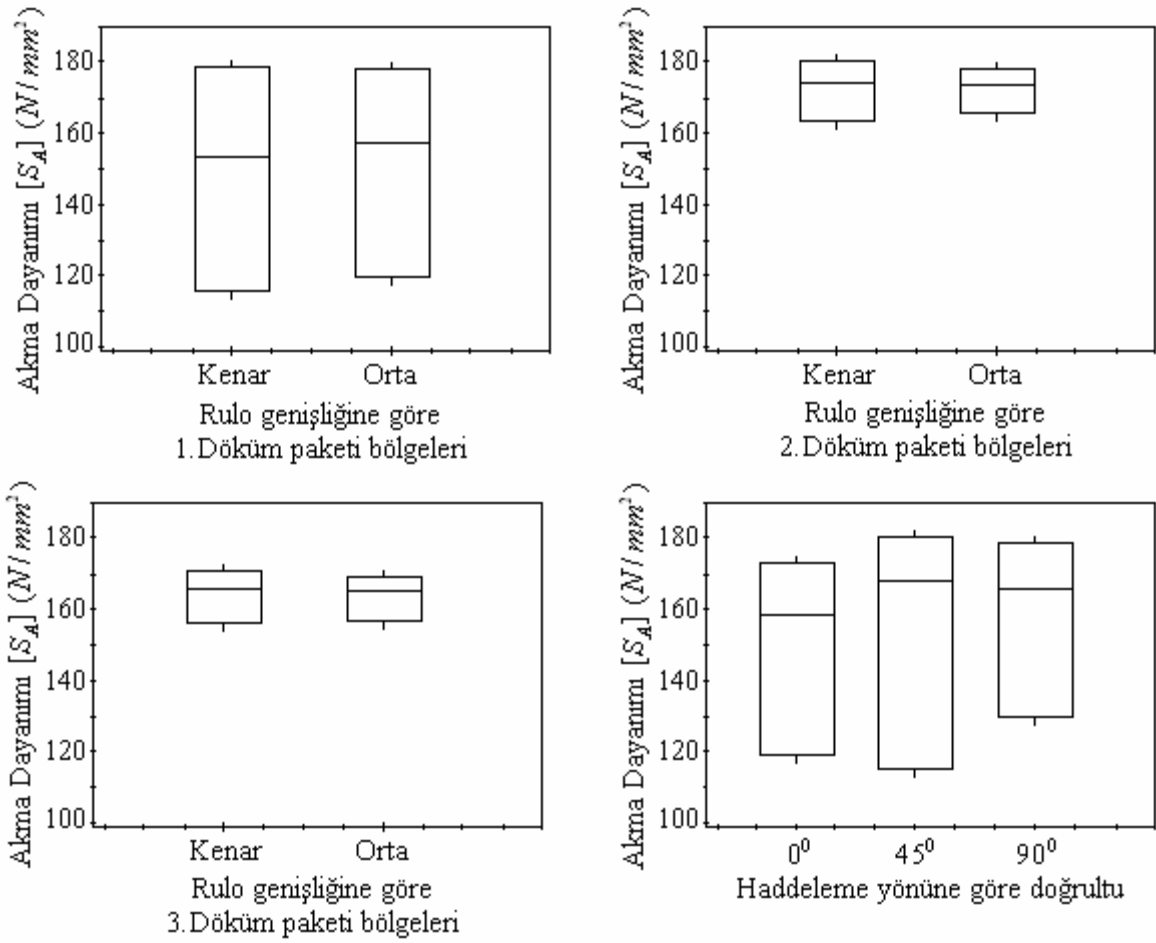 Akma Dayanımı [S_A] (N/mm²)
180
160
140
120
100
Kenar Orta
Rulo genişliğine göre
1.Döküm paketi bölgeleri
Akma Dayanımı [S_A] (N/mm²)
180
160
140
120
100
Kenar Orta
Rulo genişliğine göre
2.Döküm paketi bölgeleri
Akma Dayanımı [S_A] (N/mm²)
180
160
140
120
100
Kenar Orta
Rulo genişliğine göre
3.Döküm paketi bölgeleri
Akma Dayanımı [S_A] (N/mm²)
180
160
140
120
100
0⁰ 45⁰ 90⁰
Haddeleme yönüne göre doğrultu